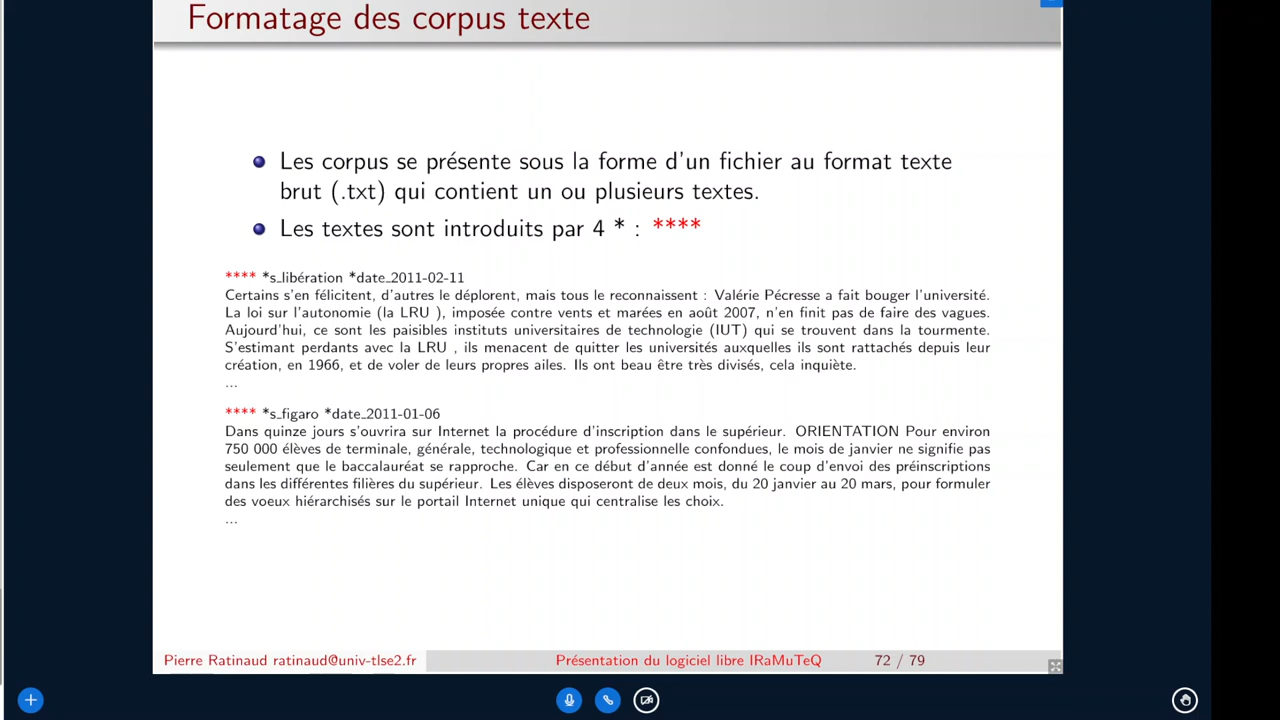 Formatage des corpus texte
Les corpus se présente sous la forme d'un fichier au format texte
brut (.txt) qui contient un ou plusieurs textes.
Les textes sont introduits par 4 * : ****
**** *s_libération *date_2011-02-11
Certains s'en félicitent, d'autres le déplorent, mais tous le reconnaissent : Valérie Pécresse a fait bouger l'université.
La loi sur l'autonomie (la LRU ), imposée contre vents et marées en août 2007, n'en finit pas de faire des vagues.
Aujourd'hui, ce sont les paisibles instituts universitaires de technologie (IUT) qui se trouvent dans la tourmente.
S'estimant perdants avec la LRU , ils menacent de quitter les universités auxquelles ils sont rattachés depuis leur
création, en 1966, et de voler de leurs propres ailes. Ils ont beau être très divisés, cela inquiète.
...
**** *s_figaro *date_2011-01-06
Dans quinze jours s'ouvrira sur Internet la procédure d'inscription dans le supérieur. ORIENTATION Pour environ
750 000 élèves de terminale, générale, technologique et professionnelle confondues, le mois de janvier ne signifie pas
seulement que le baccalauréat se rapproche. Car en ce début d'année est donné le coup d'envoi des préinscriptions
dans les différentes filières du supérieur. Les élèves disposeront de deux mois, du 20 janvier au 20 mars, pour formuler
des voeux hiérarchisés sur le portail Internet unique qui centralise les choix.
...
Pierre Ratinaud ratinaud@univ-tlse2.fr Présentation du logiciel libre IRaMuTeQ 72 / 79